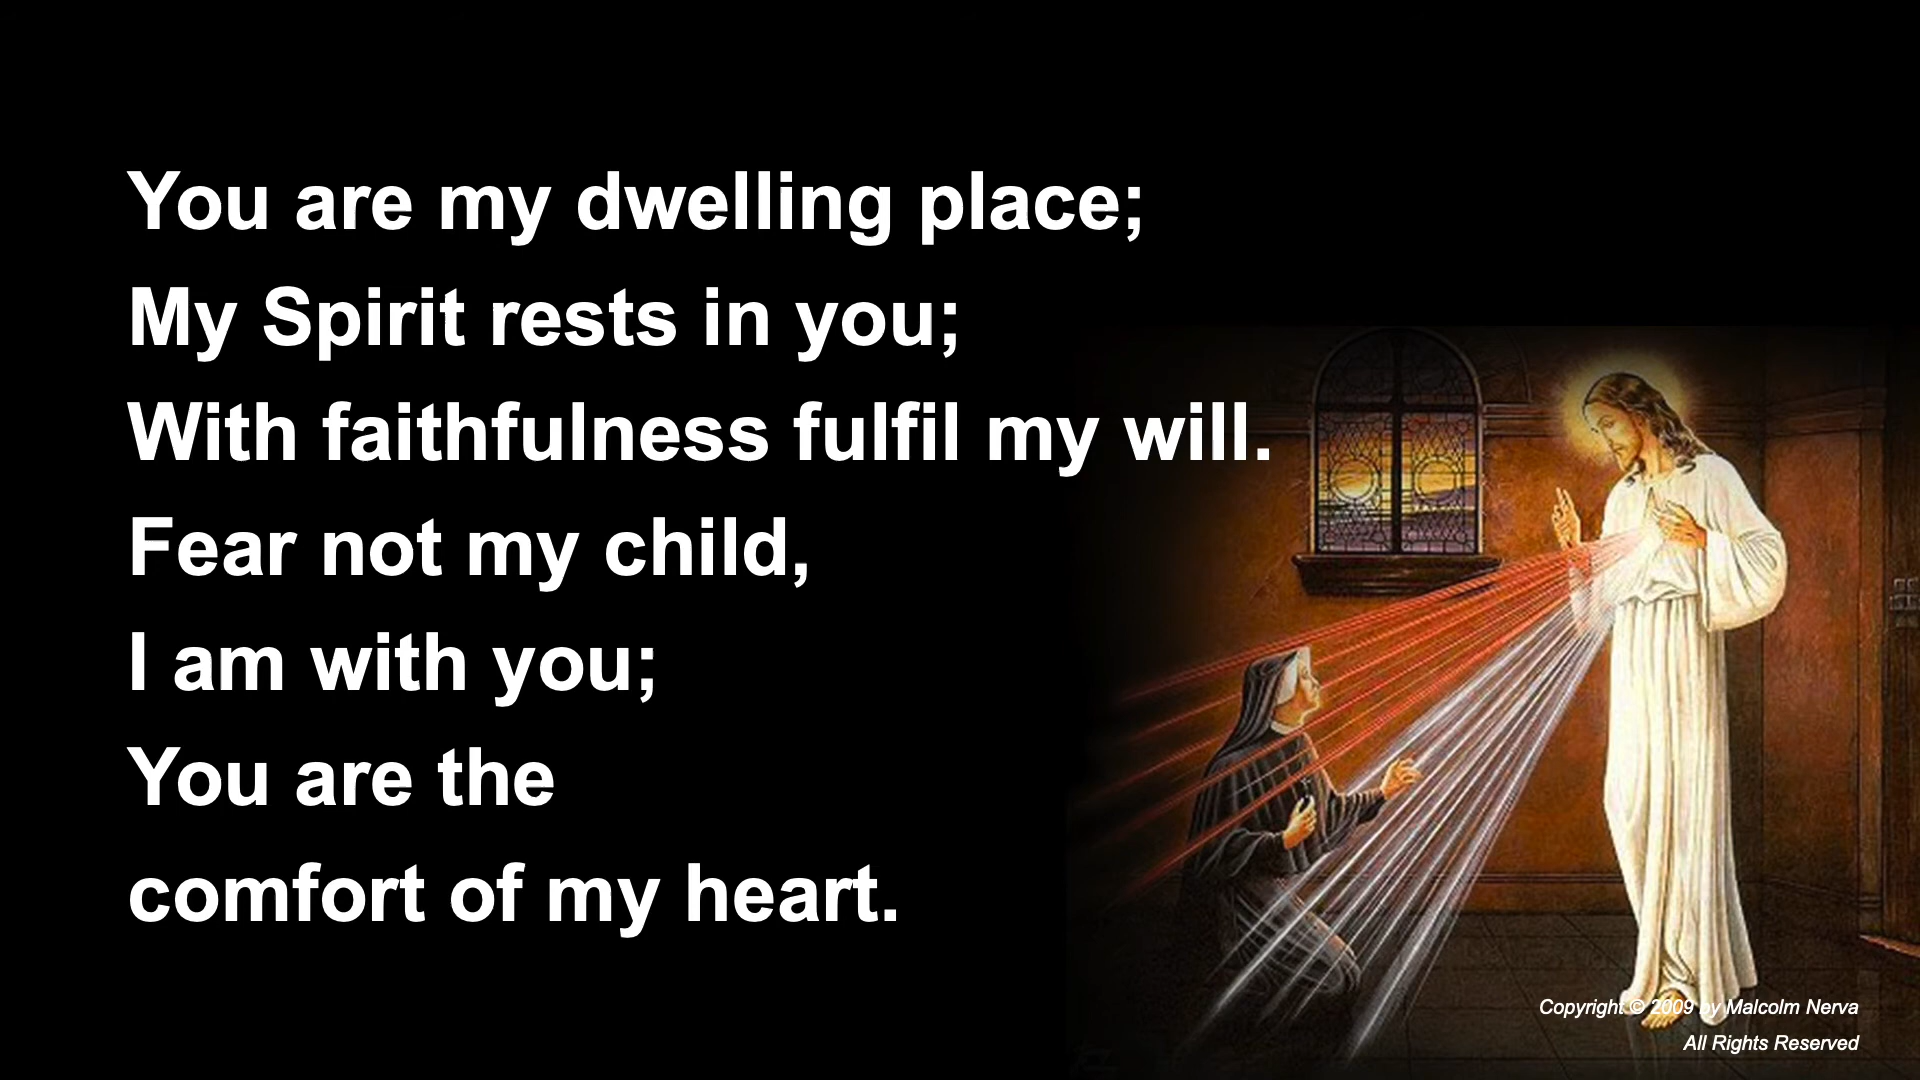 You are my dwelling place;
My Spirit rests in you;
With faithfulness fulfil my will.
Fear not my child,
I am with you;
You are the
comfort of my heart.
Copyright © 2009 by Malcolm Nerva
All Rights Reserved